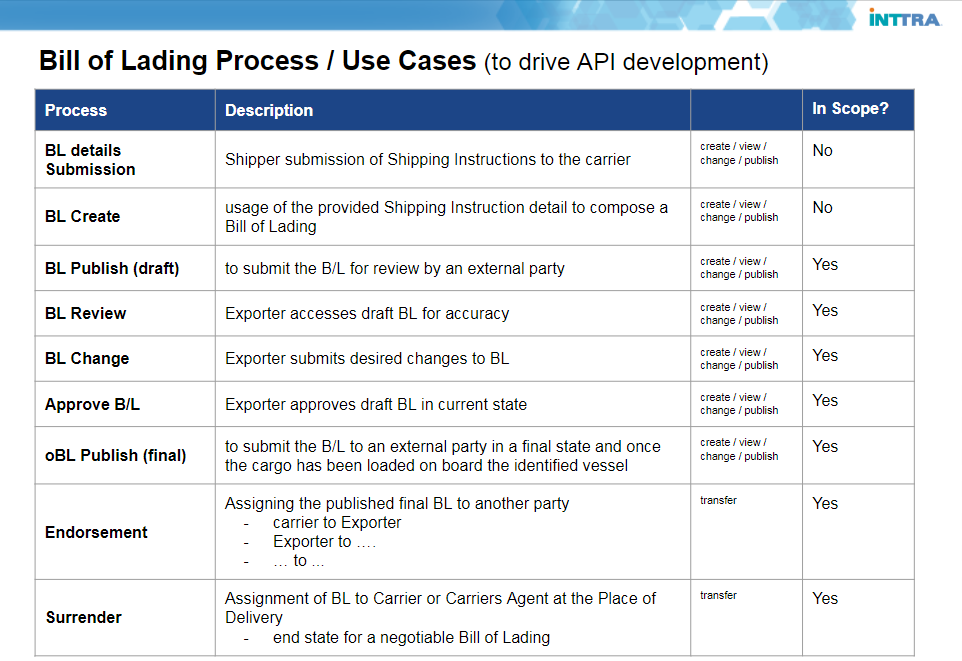 INTTRA
Bill of Lading Process / Use Cases (to drive API development)
Process
Description
In Scope?
BL details
Submission
Shipper submission of Shipping Instructions to the carrier
create / view /
change / publish
No
BL Create
usage of the provided Shipping Instruction detail to compose a
Bill of Lading
create / view /
change / publish
No
BL Publish (draft)
to submit the B/L for review by an external party
create / view /
change / publish
Yes
BL Review
Exporter accesses draft BL for accuracy
create / view /
change / publish
Yes
BL Change
Exporter submits desired changes to BL
create / view /
change / publish
Yes
Approve B/L
Exporter approves draft BL in current state
create / view /
change / publish
Yes
oBL Publish (final)
to submit the B/L to an external party in a final state and once
the cargo has been loaded on board the identified vessel
create / view /
change / publish
Yes
Endorsement
Assigning the published final BL to another party
- carrier to Exporter
- Exporter to ….
- … to ...
transfer
Yes
Surrender
Assignment of BL to Carrier or Carriers Agent at the Place of
Delivery
- end state for a negotiable Bill of Lading
transfer
Yes